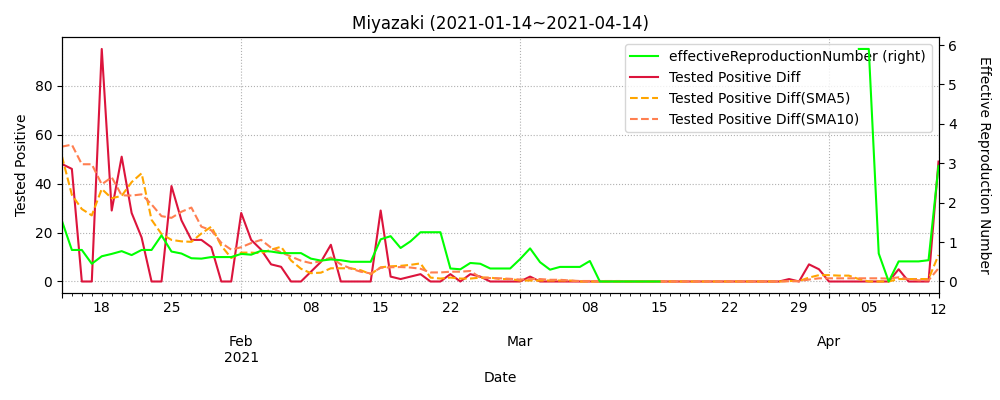 Miyazaki (2021-01-14~2021-04-14)
effectiveReproductionNumber (right)
Tested Positive Diff
Tested Positive Diff(SMA5)
Tested Positive Diff(SMA10)
Tested Positive
0
20
40
60
80
Effective Reproduction Number
0
1
2
3
4
5
6
18 25 08 15 22 08 15 22 29 05 12
Feb Mar Apr
2021
Date